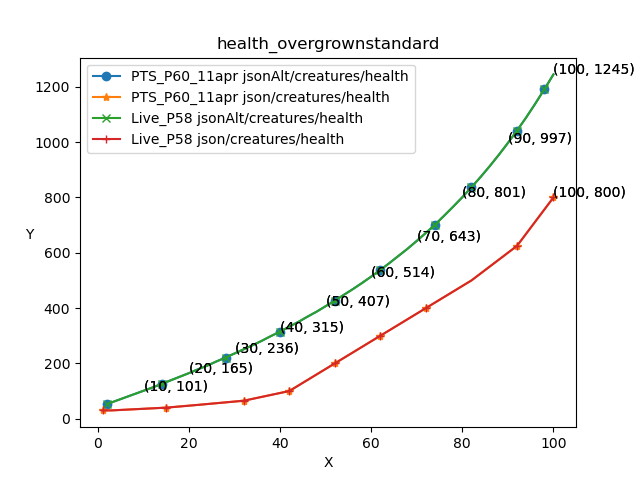 health_overgrownstandard
PTS_P60_11apr jsonAlt/creatures/health
PTS_P60_11apr json/creatures/health
Live_P58 jsonAlt/creatures/health
Live_P58 json/creatures/health
(100, 1245)
(90, 997)
(80, 801)
(100, 800)
(70, 643)
(60, 514)
(50, 407)
(40, 315)
(30, 236)
(20, 165)
(10, 101)
Y
1200
1000
800
600
400
200
0
0 20 40 60 80 100
X